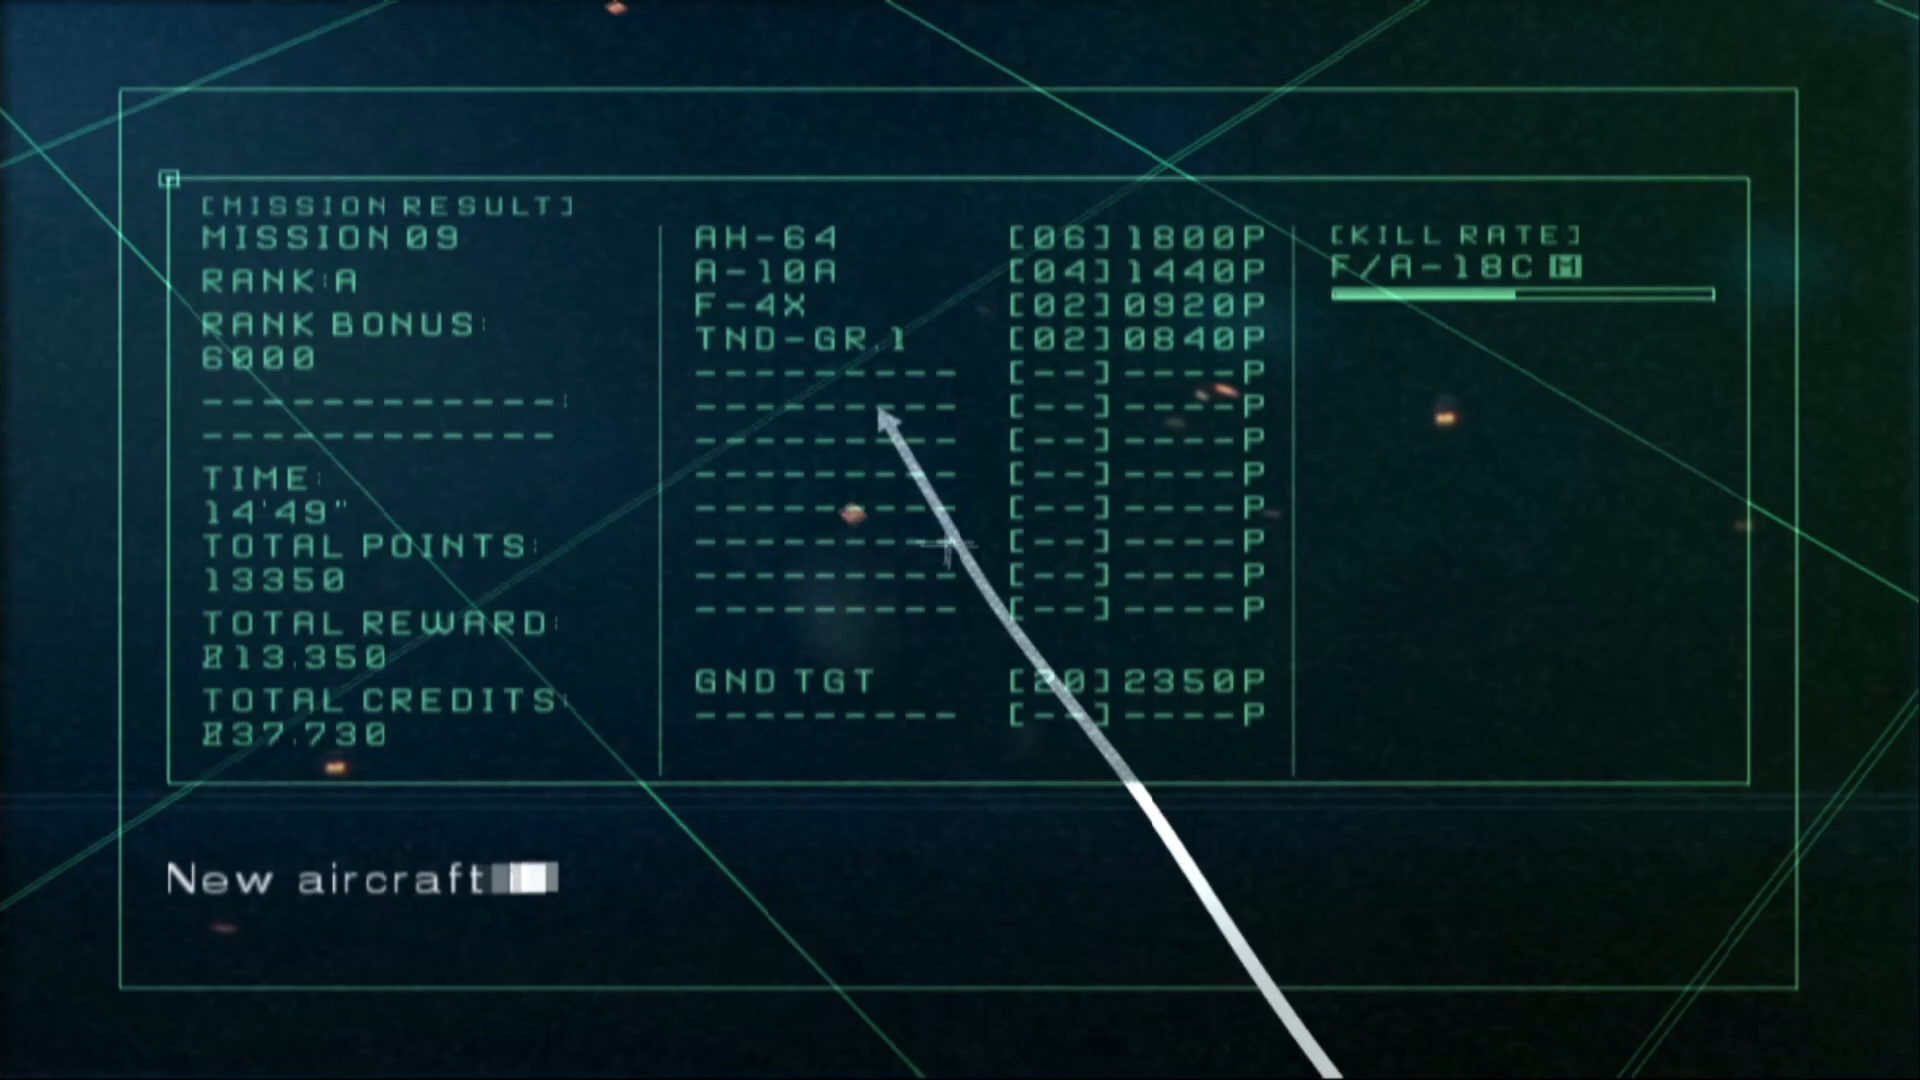 [MISSION RESULT]
MISSION 09
RANK:A
RANK BONUS:
6000
------------:
------------
TIME:
14'49"
TOTAL POINTS:
13350
TOTAL REWARD:
Ƶ13,350
TOTAL CREDITS:
Ƶ37,730
AH-64 [06] 1800P
A-10A [04] 1440P
F-4X [02] 0920P
TND-GR.1 [02] 0840P
--------- [--] ----P
--------- [--] ----P
--------- [--] ----P
--------- [--] ----P
--------- [--] ----P
--------- [--] ----P
--------- [--] ----P
--------- [--] ----P
GND TGT [20] 2350P
--------- [--] ----P
[KILL RATE]
F/A-18C M
New aircraft